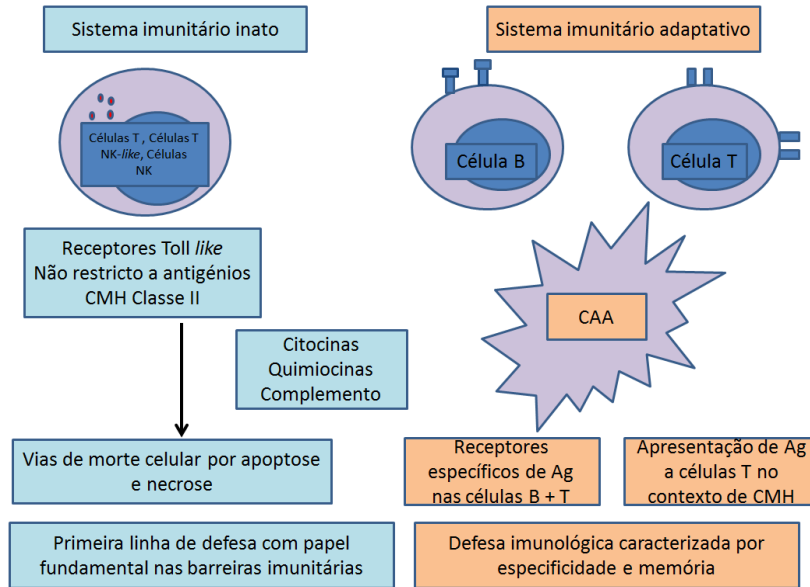 Sistema imunitário inato
Sistema imunitário adaptativo
Células T , Células T
NK-like, Células
NK
Célula B
Célula T
Receptores Toll like
Não restricto a antigénios
CMH Classe II
CAA
Citocinas
Quimiocinas
Complemento
Vias de morte celular por apoptose
e necrose
Receptores
específicos de Ag
nas células B + T
Apresentação de Ag
a células T no
contexto de CMH
Primeira linha de defesa com papel
fundamental nas barreiras imunitárias
Defesa imunológica caracterizada por
especificidade e memória